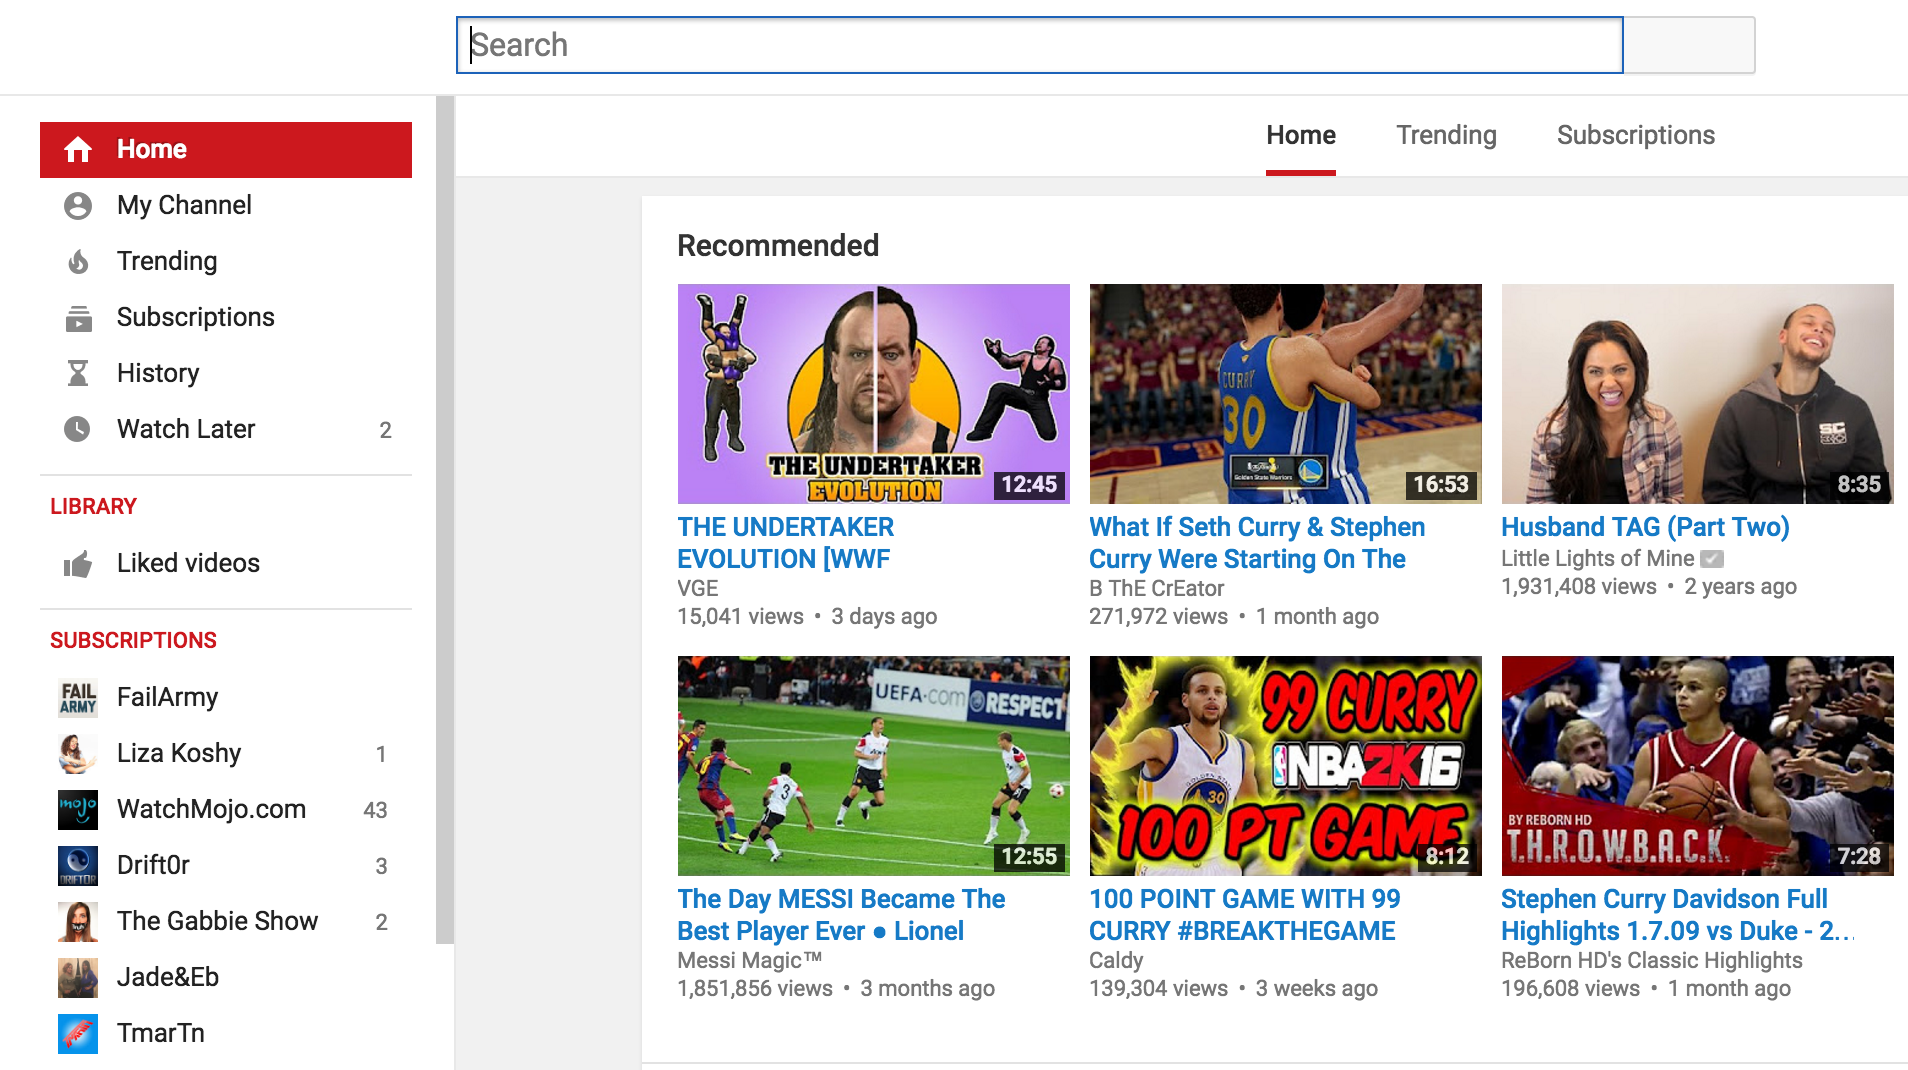 Search
Home
My Channel
Trending
Subscriptions
History
Watch Later 2
LIBRARY
Liked videos
SUBSCRIPTIONS
FAIL ARMY FailArmy
Liza Koshy 1
mojo WatchMojo.com 43
DRIFT0R Drift0r 3
The Gabbie Show 2
Jade&Eb
TmarTn
Home Trending Subscriptions
Recommended
THE UNDERTAKER
EVOLUTION
12:45
THE UNDERTAKER
EVOLUTION [WWF
VGE
15,041 views • 3 days ago
CURRY
30
Golden State Warriors
16:53
What If Seth Curry & Stephen
Curry Were Starting On The
B ThE CrEator
271,972 views • 1 month ago
SC
30
8:35
Husband TAG (Part Two)
Little Lights of Mine
1,931,408 views • 2 years ago
UEFA.com RESPECT
3
12:55
The Day MESSI Became The
Best Player Ever ● Lionel
Messi Magic™
1,851,856 views • 3 months ago
99 CURRY
NBA2K16
30
100 PT GAME
8:12
100 POINT GAME WITH 99
CURRY #BREAKTHEGAME
Caldy
139,304 views • 3 weeks ago
BY REBORN HD
T.H.R.O.W.B.A.C.K.
7:28
Stephen Curry Davidson Full
Highlights 1.7.09 vs Duke - 2...
ReBorn HD's Classic Highlights
196,608 views • 1 month ago